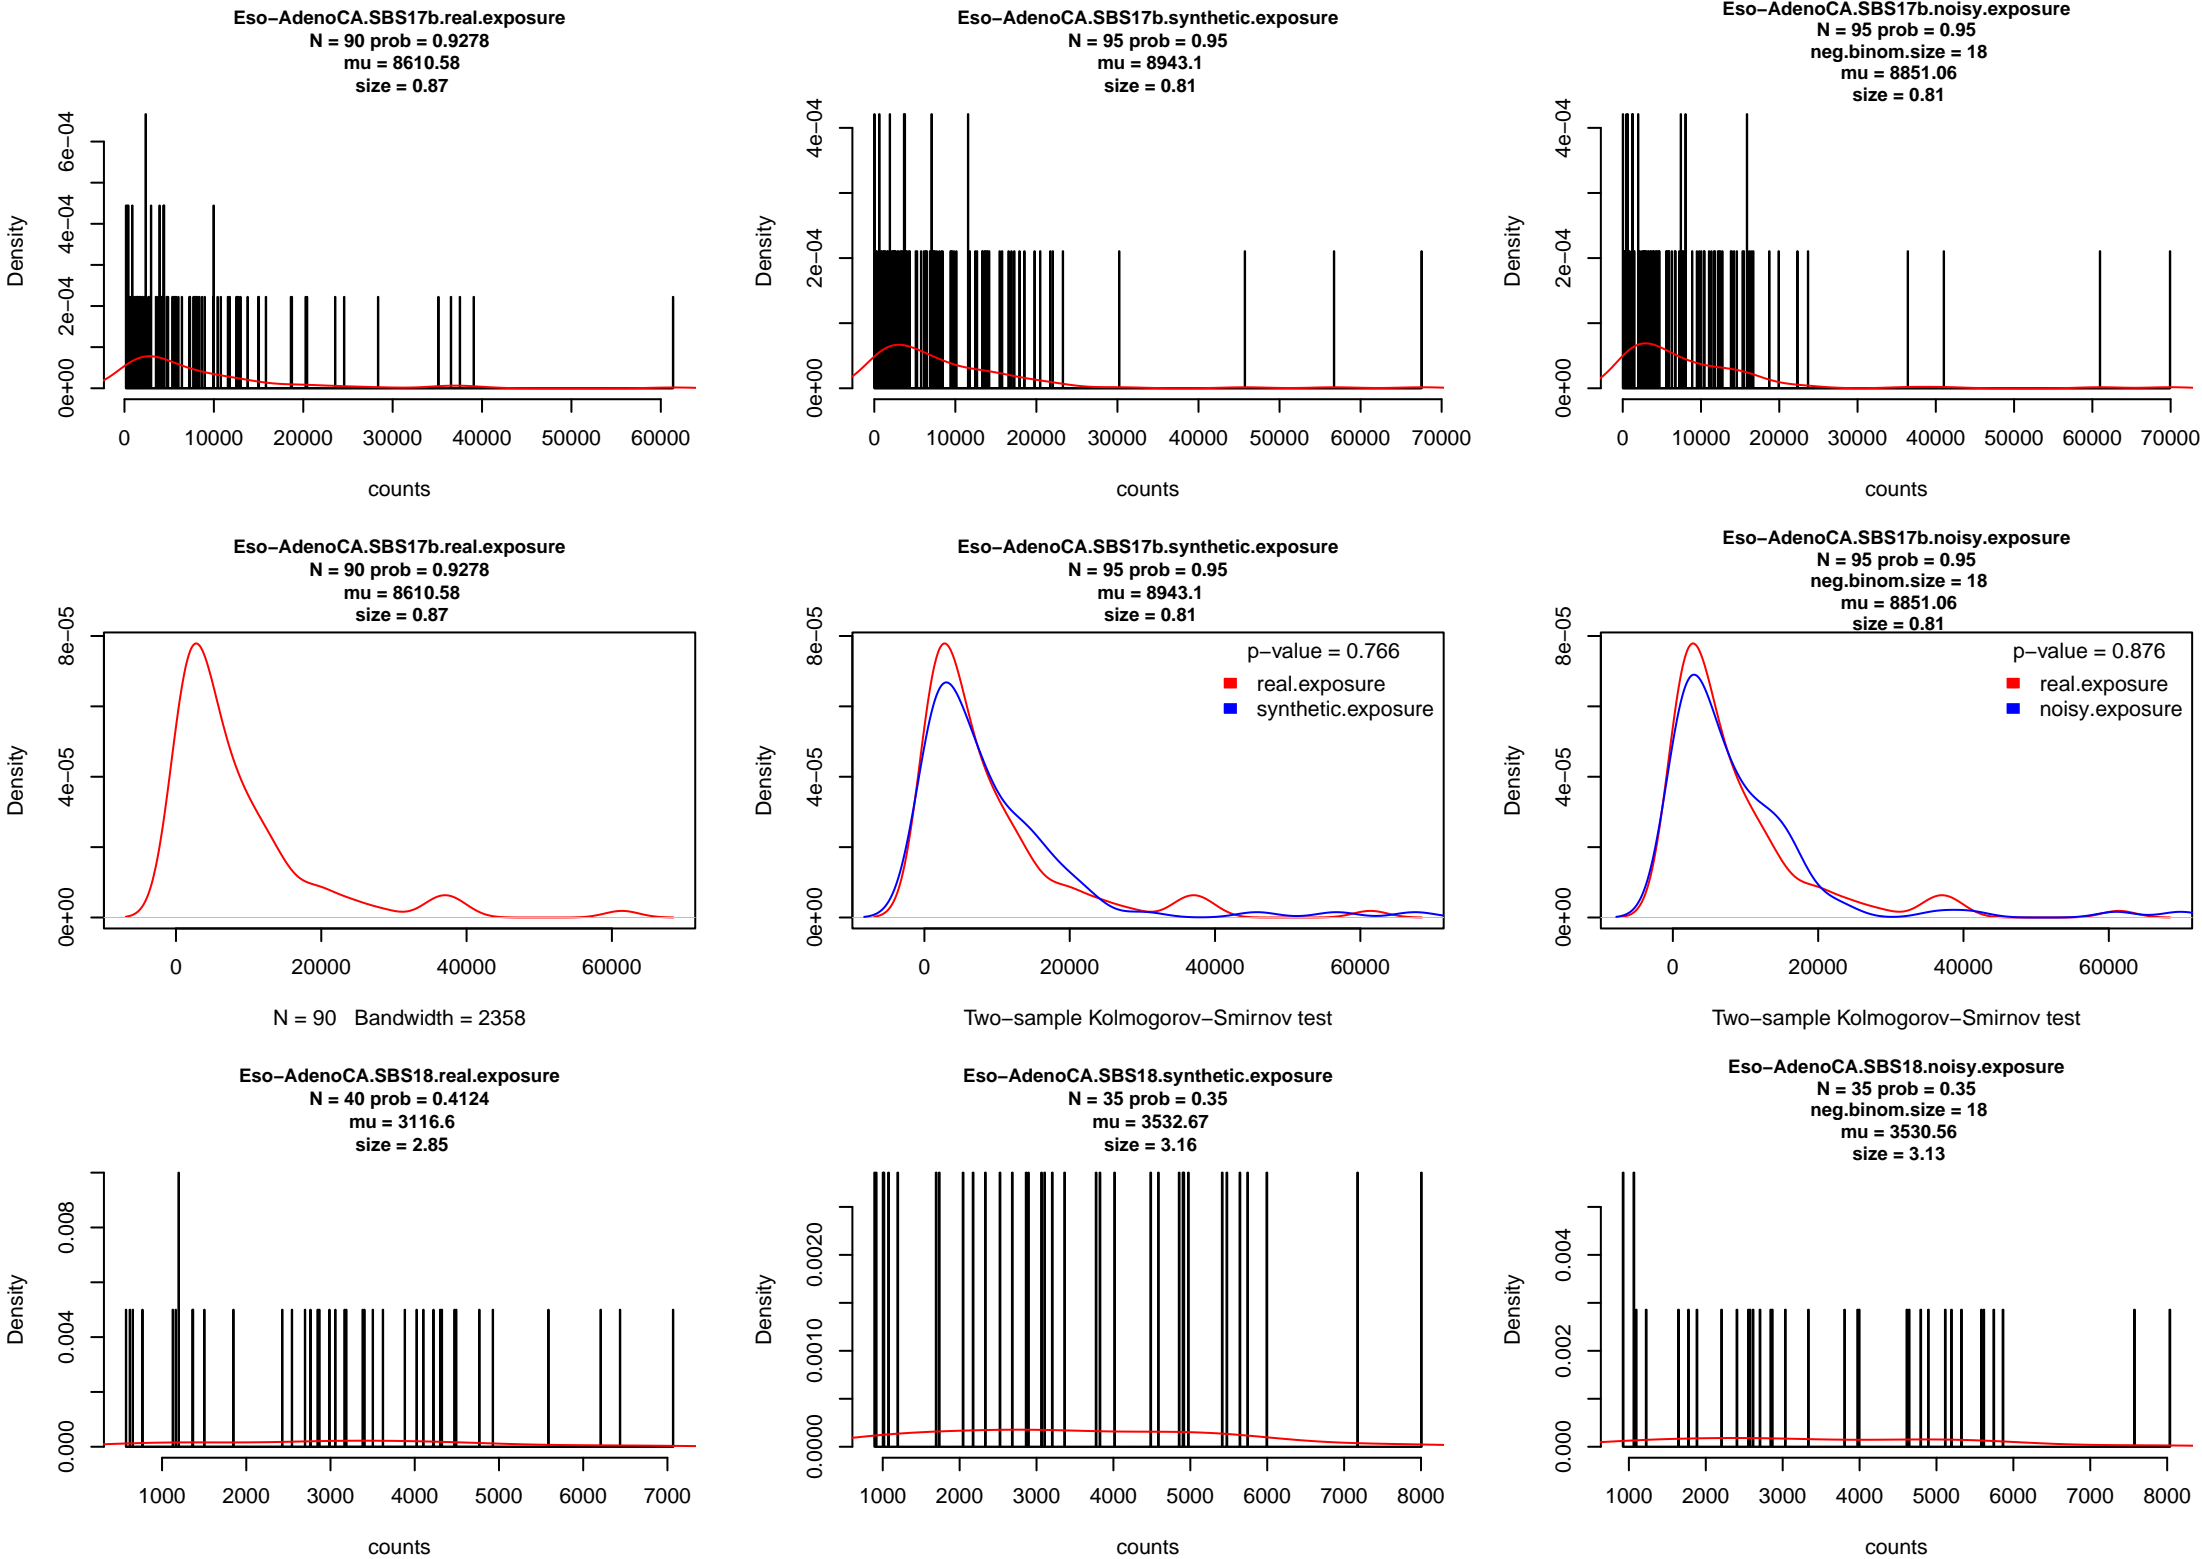 Eso−AdenoCA.SBS17b.real.exposure
N = 90 prob = 0.9278
mu = 8610.58
size = 0.87
Density
0e+00 2e−04 4e−04 6e−04
0 10000 20000 30000 40000 50000 60000
counts
Eso−AdenoCA.SBS17b.synthetic.exposure
N = 95 prob = 0.95
mu = 8943.1
size = 0.81
Density
0e+00 2e−04 4e−04
0 10000 20000 30000 40000 50000 60000 70000
counts
Eso−AdenoCA.SBS17b.noisy.exposure
N = 95 prob = 0.95
neg.binom.size = 18
mu = 8851.06
size = 0.81
Density
0e+00 2e−04 4e−04
0 10000 20000 30000 40000 50000 60000 70000
counts
Eso−AdenoCA.SBS17b.real.exposure
N = 90 prob = 0.9278
mu = 8610.58
size = 0.87
Density
0e+00 4e−05 8e−05
0 20000 40000 60000
N = 90 Bandwidth = 2358
Eso−AdenoCA.SBS17b.synthetic.exposure
N = 95 prob = 0.95
mu = 8943.1
size = 0.81
Density
0e+00 4e−05 8e−05
p−value = 0.766
real.exposure
synthetic.exposure
0 20000 40000 60000
Two−sample Kolmogorov−Smirnov test
Eso−AdenoCA.SBS17b.noisy.exposure
N = 95 prob = 0.95
neg.binom.size = 18
mu = 8851.06
size = 0.81
Density
0e+00 4e−05 8e−05
p−value = 0.876
real.exposure
noisy.exposure
0 20000 40000 60000
Two−sample Kolmogorov−Smirnov test
Eso−AdenoCA.SBS18.real.exposure
N = 40 prob = 0.4124
mu = 3116.6
size = 2.85
Density
0.000 0.004 0.008
1000 2000 3000 4000 5000 6000 7000
counts
Eso−AdenoCA.SBS18.synthetic.exposure
N = 35 prob = 0.35
mu = 3532.67
size = 3.16
Density
0.0000 0.0010 0.0020
1000 2000 3000 4000 5000 6000 7000 8000
counts
Eso−AdenoCA.SBS18.noisy.exposure
N = 35 prob = 0.35
neg.binom.size = 18
mu = 3530.56
size = 3.13
Density
0.000 0.002 0.004
1000 2000 3000 4000 5000 6000 7000 8000
counts